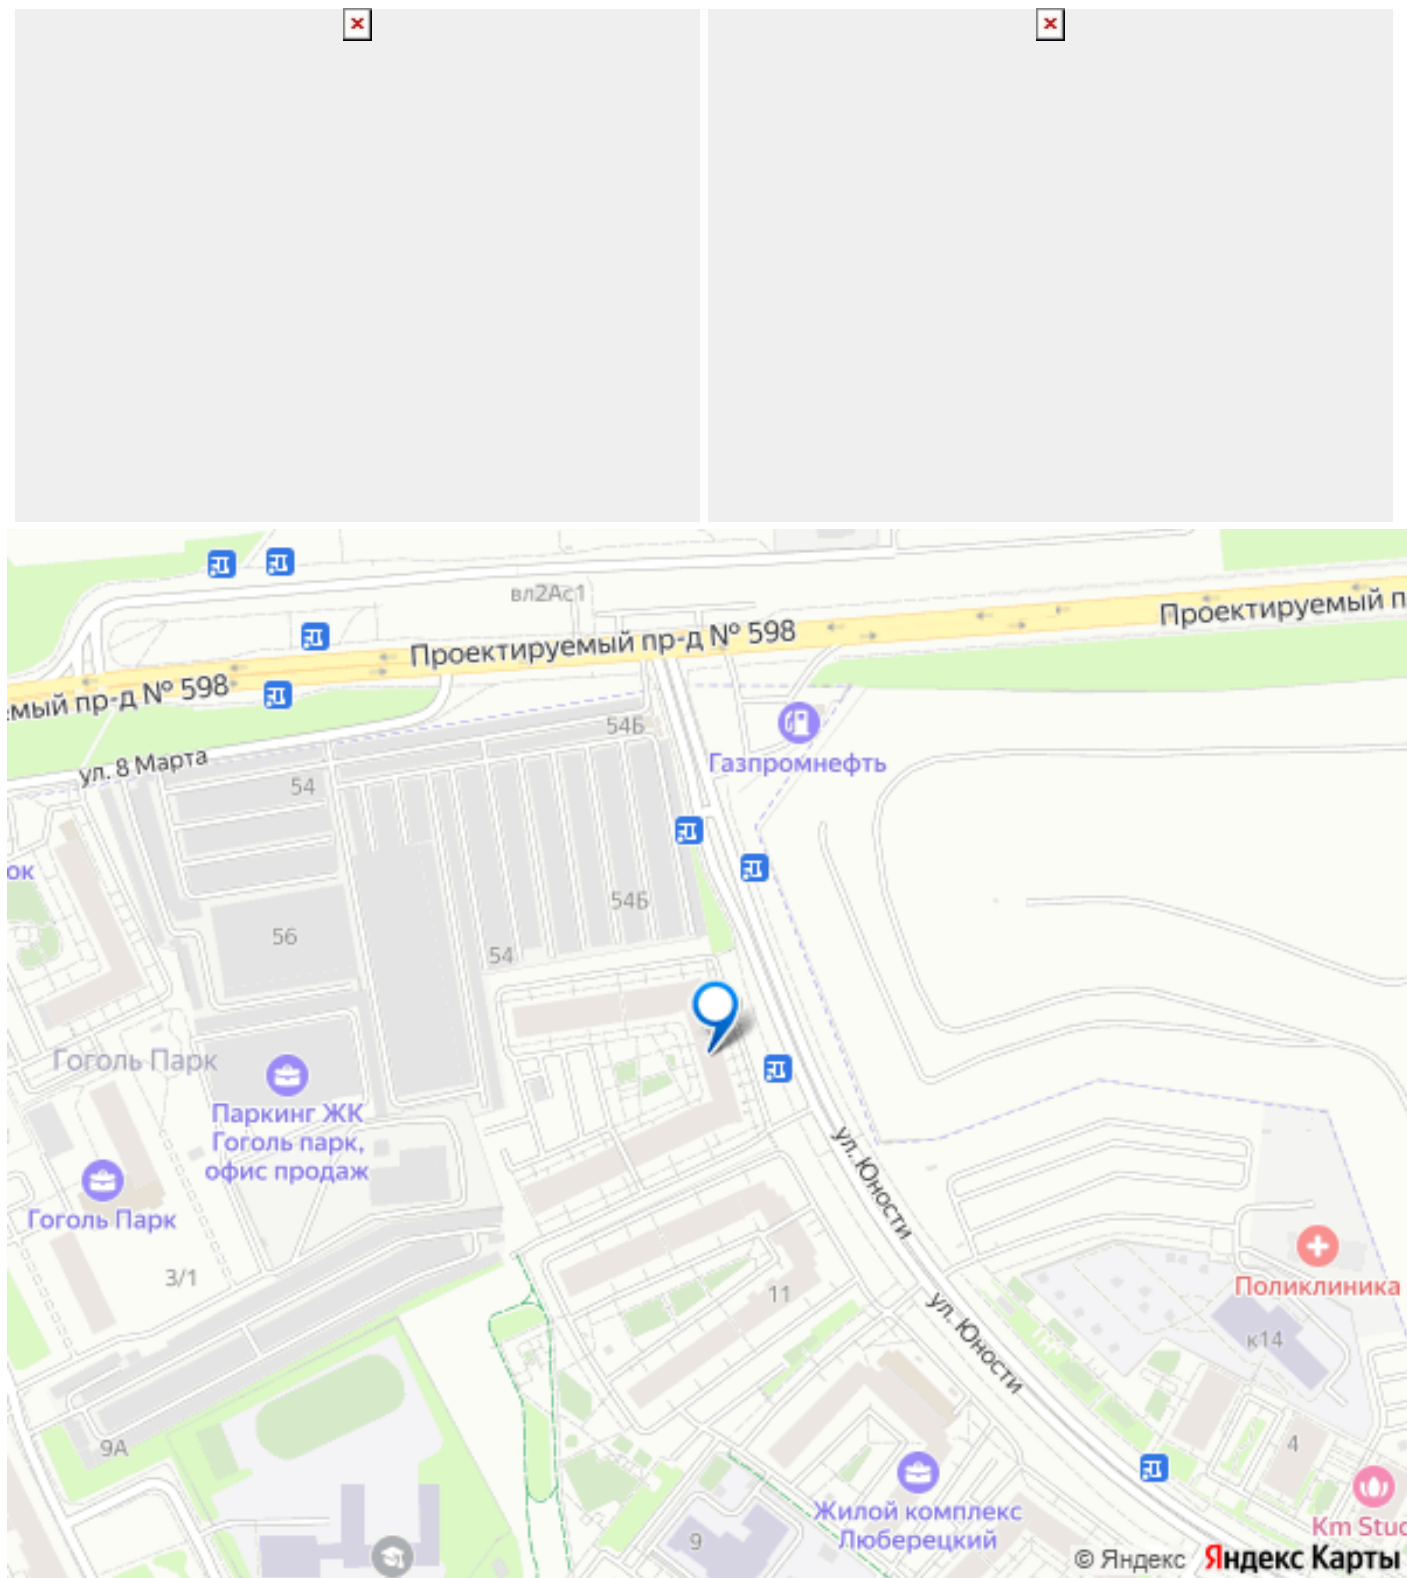 вл2Ас1
Проектируемый п
Проектируемый пр-д № 598
емый пр-д № 598
54Б
ул. 8 Марта
Газпромнефть
54
ок
54Б
56
54
Гоголь Парк
Паркинг ЖК
Гоголь парк,
офис продаж
Гоголь Парк
ул. Юности
3/1
11
Поликлиника
ул. Юности
к14
9А
4
Жилой комплекс
Люберецкий
9
Km Stud
© Яндекс Яндекс Карты